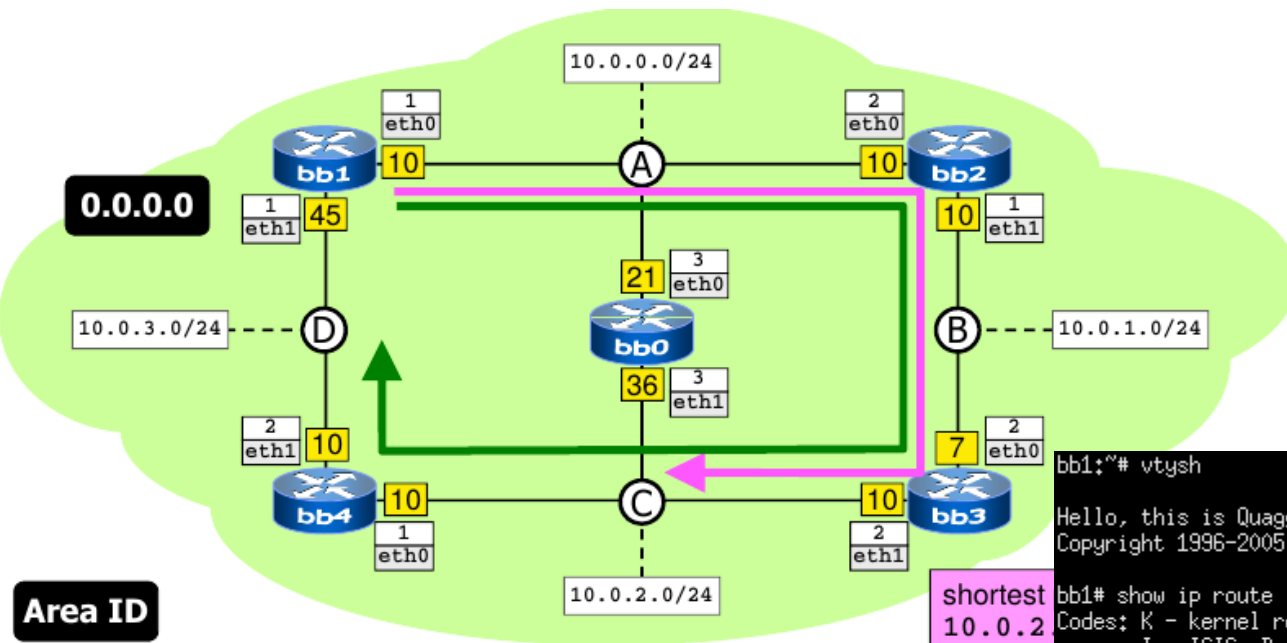 10.0.0.0/24
1
eth0
2
eth0
10
A
10
bb1
bb2
0.0.0.0
1
eth1
45
10
1
eth1
21
3
eth0
10.0.3.0/24
D
bb0
B
10.0.1.0/24
36
3
eth1
2
eth1
10
7
2
eth0
bb4
10
C
10
bb3
1
eth0
2
eth1
10.0.2.0/24
Area ID
shortest
10.0.2.
bb1:~# vtysh
Hello, this is Quag
Copyright 1996-2005
bb1# show ip route
Codes: K - kernel r